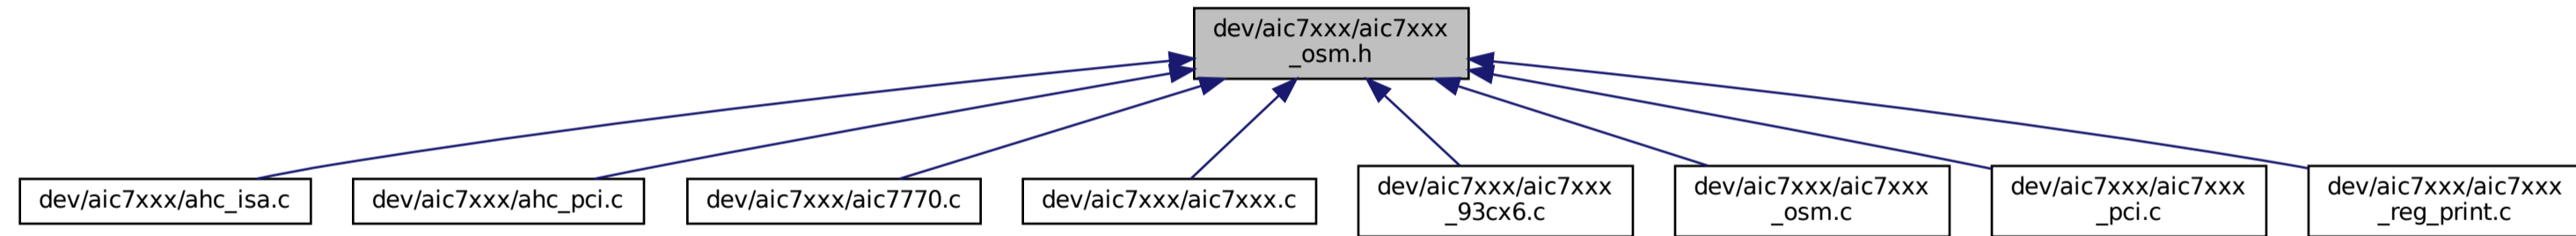 dev/aic7xxx/aic7xxx
_osm.h
dev/aic7xxx/ahc_isa.c
dev/aic7xxx/ahc_pci.c
dev/aic7xxx/aic7770.c
dev/aic7xxx/aic7xxx.c
dev/aic7xxx/aic7xxx
_93cx6.c
dev/aic7xxx/aic7xxx
_osm.c
dev/aic7xxx/aic7xxx
_pci.c
dev/aic7xxx/aic7xxx
_reg_print.c